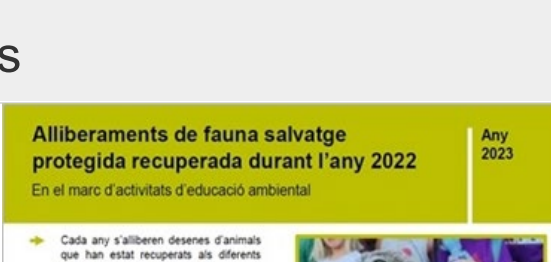 s
Alliberaments de fauna salvatge
protegida recuperada durant l'any 2022
En el marc d'activitats d'educació ambiental
Any
2023
Cada any s'alliberen desenes d'animals
que han estat recuperats als diferents